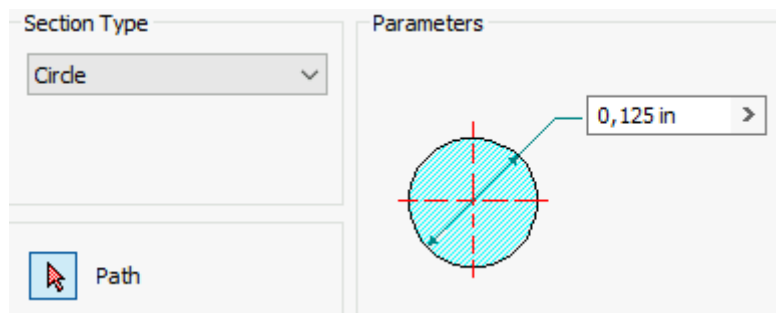 Section Type
Circle
Parameters
0,125 in
Path